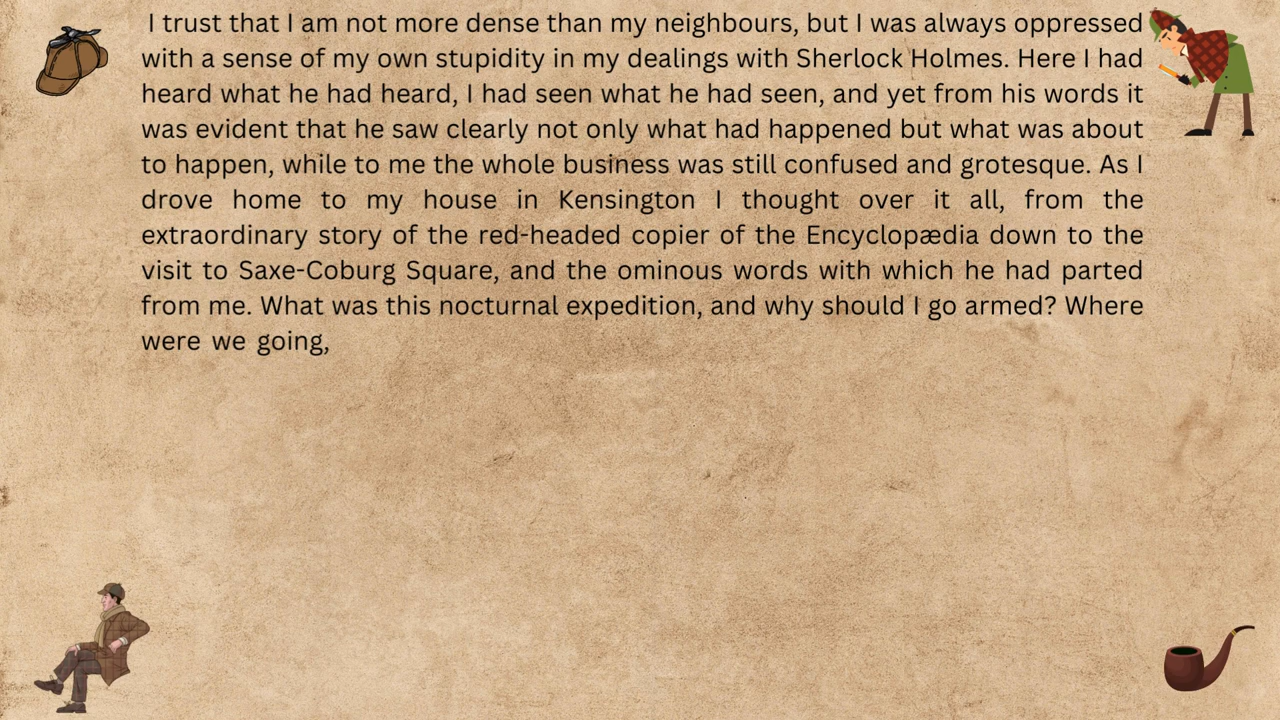 I trust that I am not more dense than my neighbours, but I was always oppressed
with a sense of my own stupidity in my dealings with Sherlock Holmes. Here I had
heard what he had heard, I had seen what he had seen, and yet from his words it
was evident that he saw clearly not only what had happened but what was about
to happen, while to me the whole business was still confused and grotesque. As I
drove home to my house in Kensington I thought over it all, from the
extraordinary story of the red-headed copier of the Encyclopædia down to the
visit to Saxe-Coburg Square, and the ominous words with which he had parted
from me. What was this nocturnal expedition, and why should I go armed? Where
were we going,